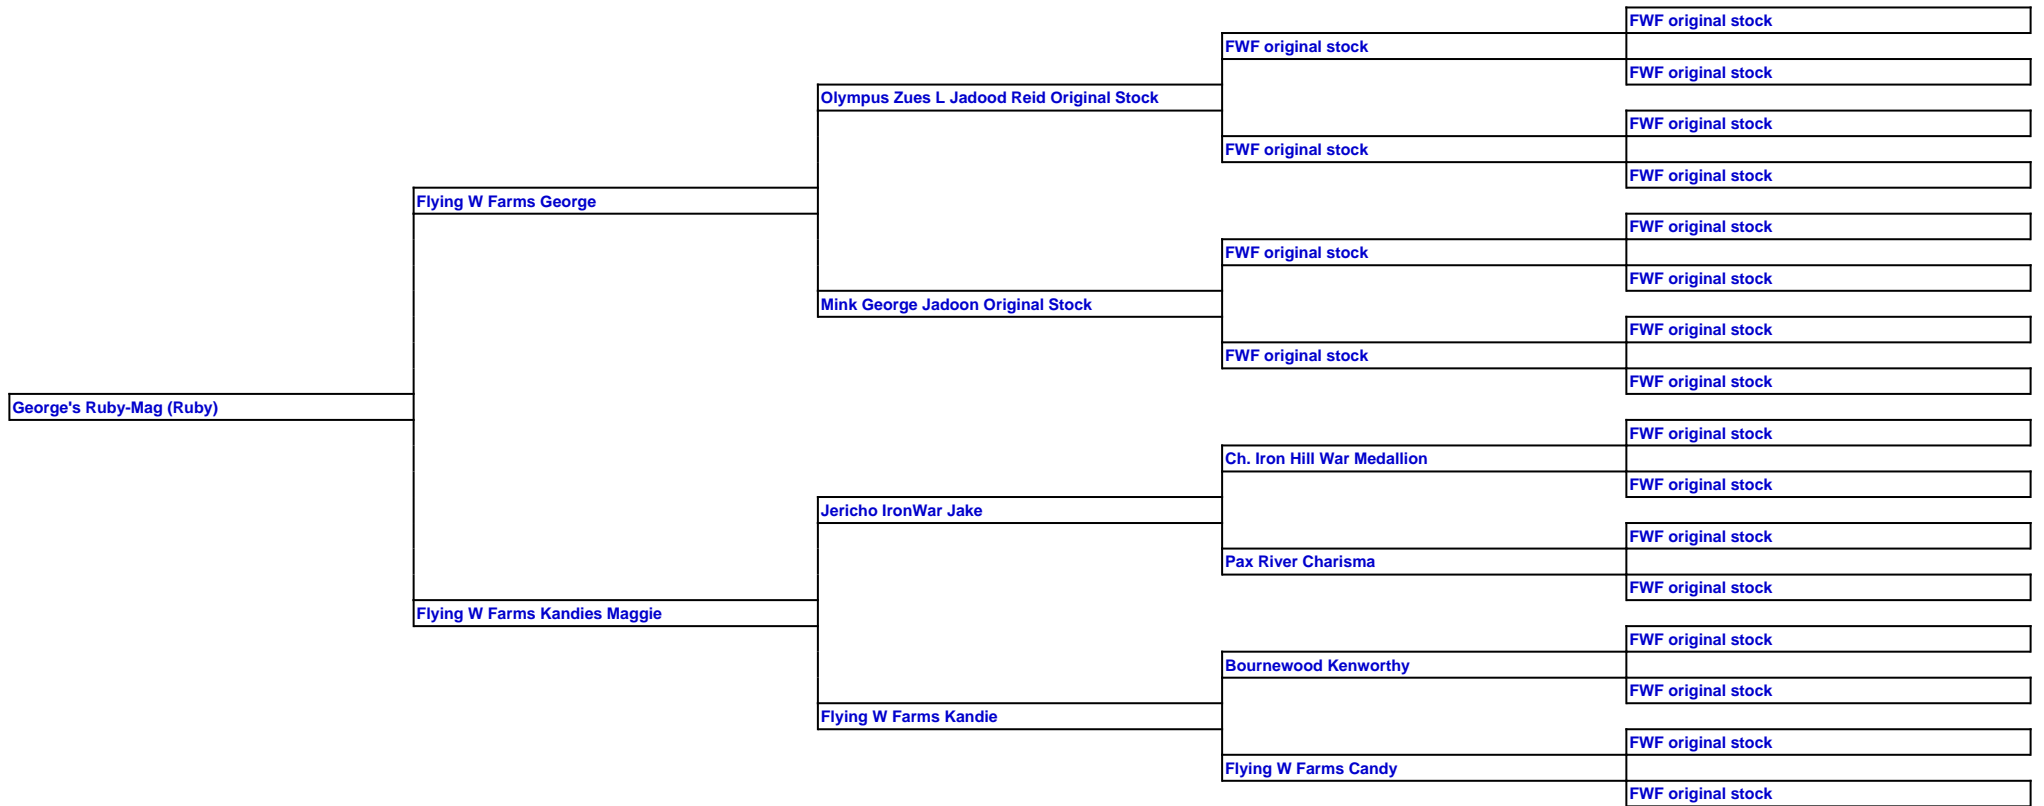 FWF original stock
FWF original stock
FWF original stock
Olympus Zues L Jadood Reid Original Stock
FWF original stock
FWF original stock
FWF original stock
Flying W Farms George
FWF original stock
FWF original stock
FWF original stock
Mink George Jadoon Original Stock
FWF original stock
FWF original stock
FWF original stock
George's Ruby-Mag (Ruby)
FWF original stock
Ch. Iron Hill War Medallion
FWF original stock
Jericho IronWar Jake
FWF original stock
Pax River Charisma
FWF original stock
Flying W Farms Kandies Maggie
FWF original stock
Bournewood Kenworthy
FWF original stock
Flying W Farms Kandie
FWF original stock
Flying W Farms Candy
FWF original stock